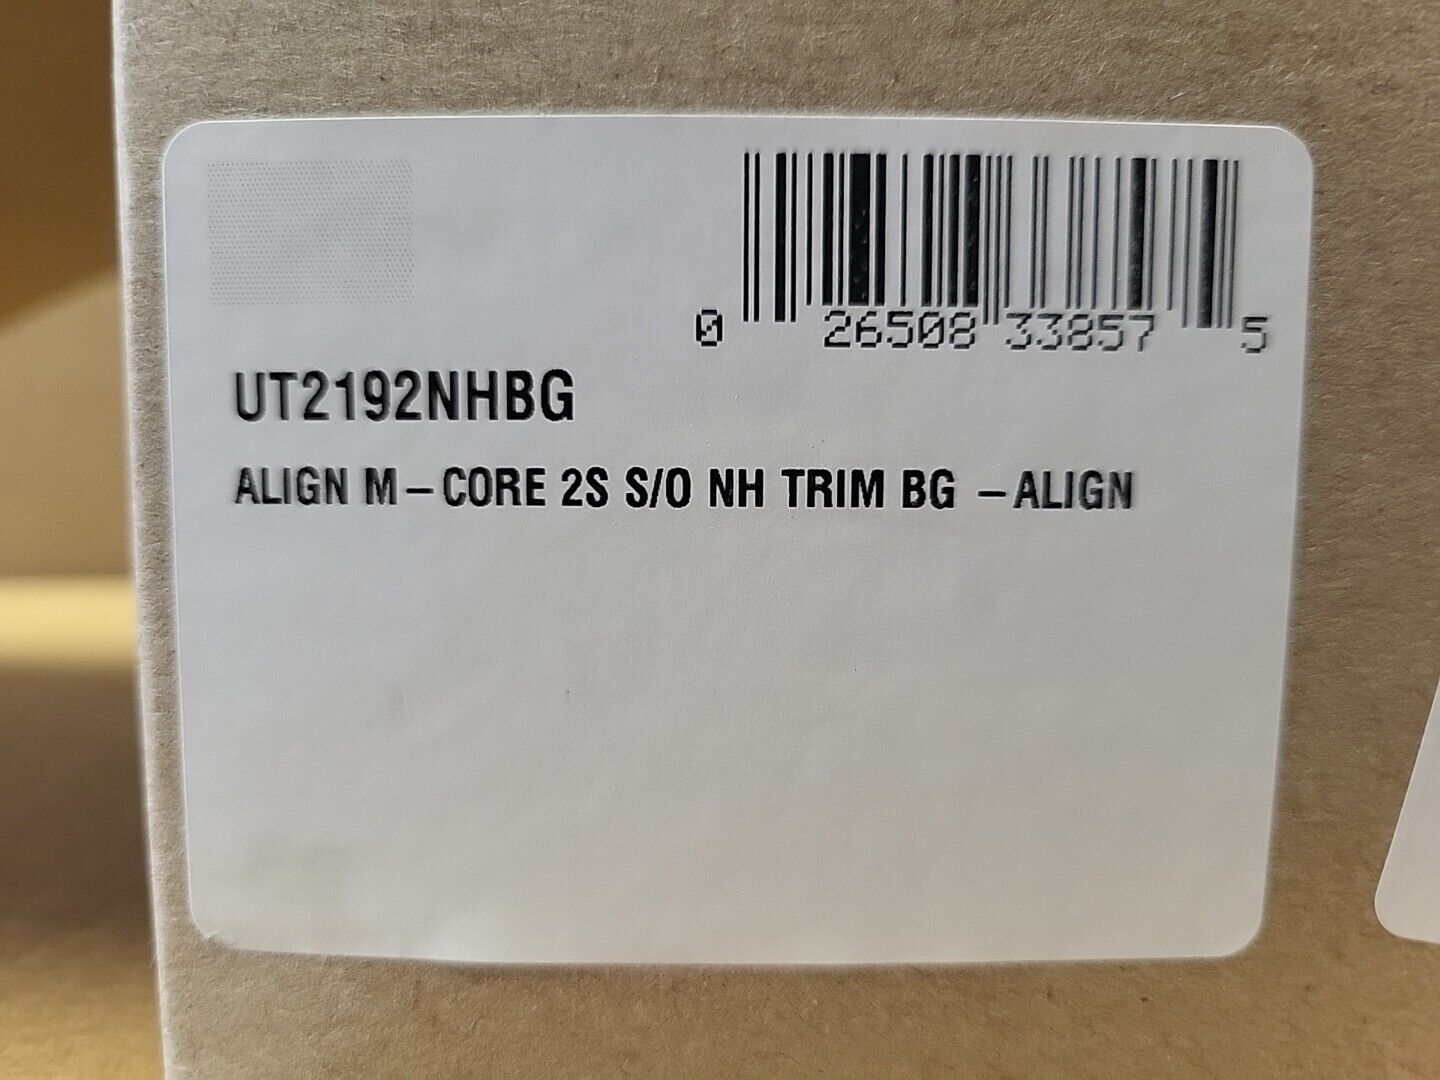 0 26508 33857 5
UT2192NHBG
ALIGN M-CORE 2S S/O NH TRIM BG -ALIGN